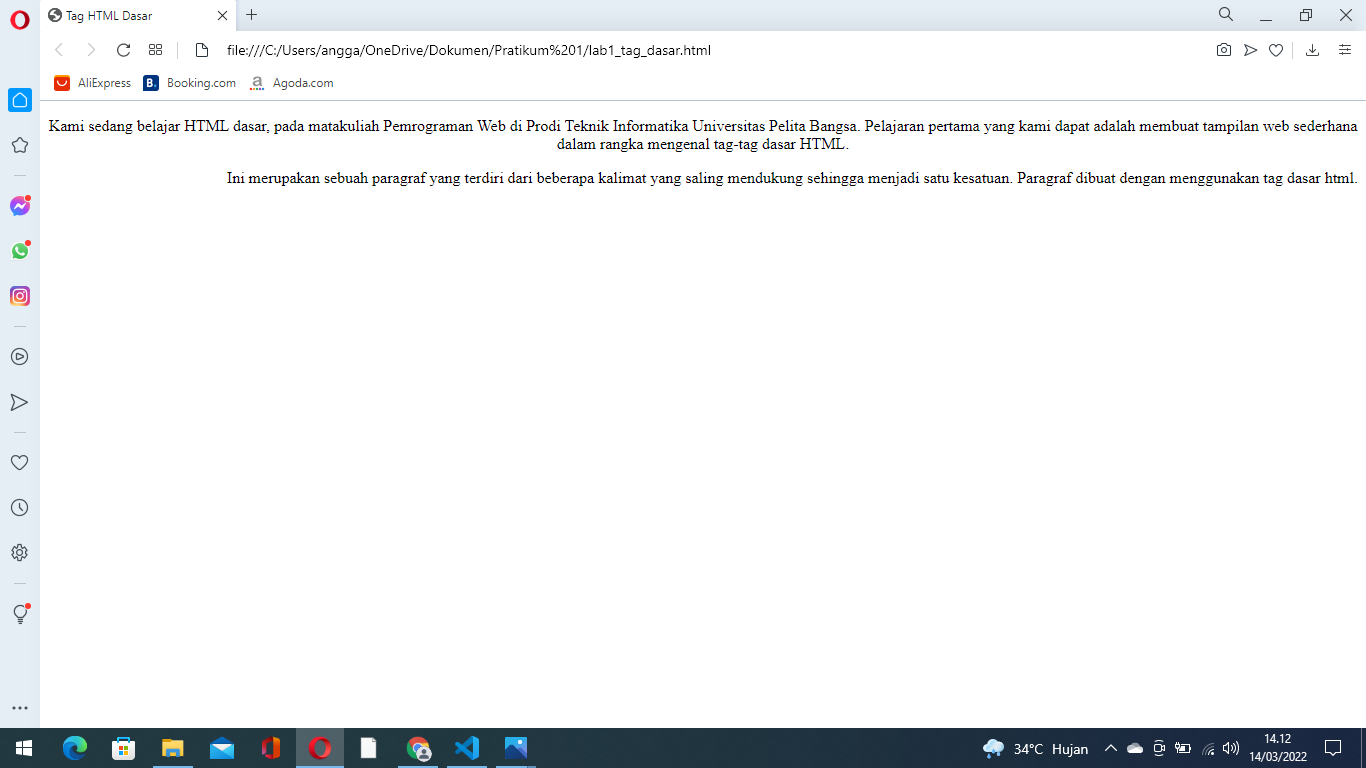 Tag HTML Dasar
file:///C:/Users/angga/OneDrive/Dokumen/Pratikum%201/lab1_tag_dasar.html
AliExpress B. Booking.com a Agoda.com
Kami sedang belajar HTML dasar, pada matakuliah Pemrograman Web di Prodi Teknik Informatika Universitas Pelita Bangsa. Pelajaran pertama yang kami dapat adalah membuat tampilan web sederhana
dalam rangka mengenal tag-tag dasar HTML.
Ini merupakan sebuah paragraf yang terdiri dari beberapa kalimat yang saling mendukung sehingga menjadi satu kesatuan. Paragraf dibuat dengan menggunakan tag dasar html.
34°C Hujan
14.12
14/03/2022